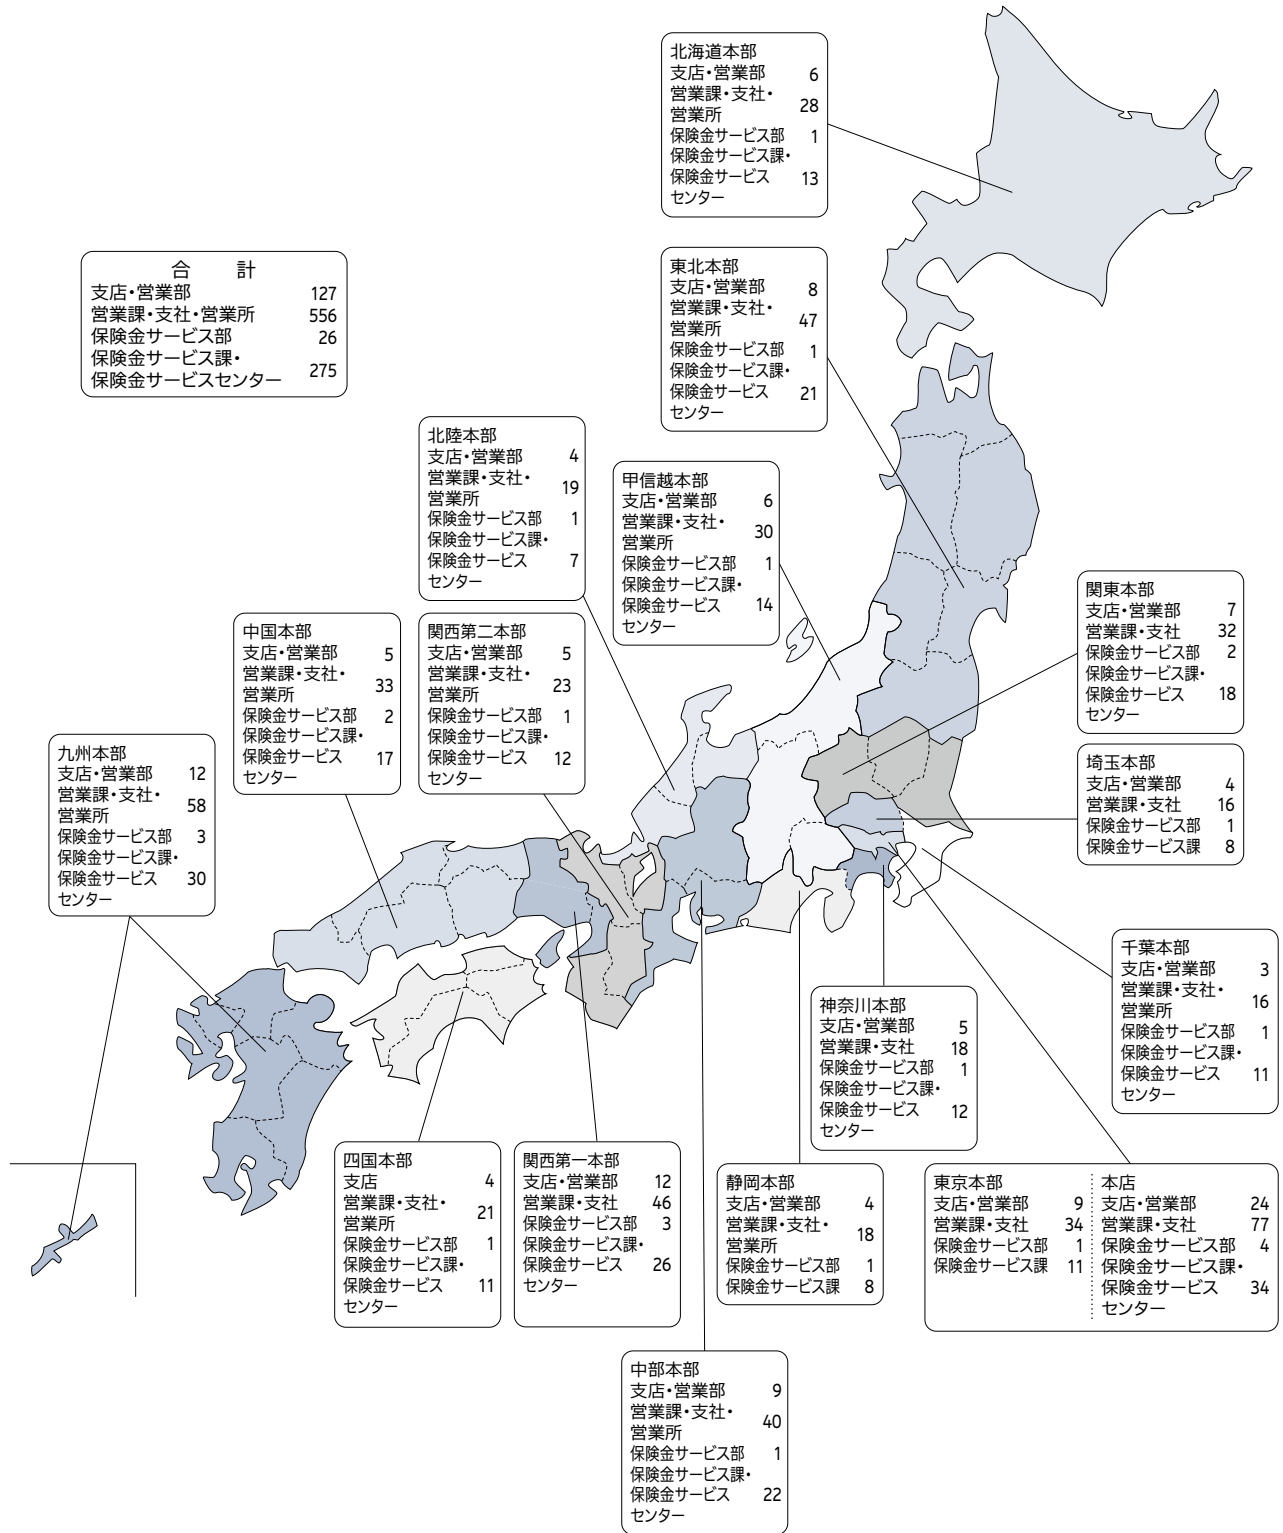 北海道本部
支店・営業部 6
営業課・支社・
営業所 28
保険金サービス部 1
保険金サービス課・
保険金サービス 13
センター
合 計
支店・営業部 127
営業課・支社・営業所 556
保険金サービス部 26
保険金サービス課・
保険金サービスセンター 275
東北本部
支店・営業部 8
営業課・支社・
営業所 47
保険金サービス部 1
保険金サービス課・
保険金サービス 21
センター
北陸本部
支店・営業部 4
営業課・支社・
営業所 19
保険金サービス部 1
保険金サービス課・
保険金サービス 7
センター
甲信越本部
支店・営業部 6
営業課・支社・
営業所 30
保険金サービス部 1
保険金サービス課・
保険金サービス 14
センター
関東本部
支店・営業部 7
営業課・支社 32
保険金サービス部 2
保険金サービス課・
保険金サービス 18
センター
中国本部
支店・営業部 5
営業課・支社・
営業所 33
保険金サービス部 2
保険金サービス課・
保険金サービス 17
センター
関西第二本部
支店・営業部 5
営業課・支社・
営業所 23
保険金サービス部 1
保険金サービス課・
保険金サービス 12
センター
九州本部
支店・営業部 12
営業課・支社・
営業所 58
保険金サービス部 3
保険金サービス課・
保険金サービス 30
センター
埼玉本部
支店・営業部 4
営業課・支社 16
保険金サービス部 1
保険金サービス課 8
千葉本部
支店・営業部 3
営業課・支社・
営業所 16
保険金サービス部 1
保険金サービス課・
保険金サービス 11
センター
神奈川本部
支店・営業部 5
営業課・支社 18
保険金サービス部 1
保険金サービス課・
保険金サービス 12
センター
四国本部
支店 4
営業課・支社・
営業所 21
保険金サービス部 1
保険金サービス課・
保険金サービス 11
センター
関西第一本部
支店・営業部 12
営業課・支社 46
保険金サービス部 3
保険金サービス課・
保険金サービス 26
センター
静岡本部
支店・営業部 4
営業課・支社・
営業所 18
保険金サービス部 1
保険金サービス課 8
東京本部
支店・営業部 9
営業課・支社 34
保険金サービス部 1
保険金サービス課 11
本店
支店・営業部 24
営業課・支社 77
保険金サービス部 4
保険金サービス課・
保険金サービス 34
センター
中部本部
支店・営業部 9
営業課・支社・
営業所 40
保険金サービス部 1
保険金サービス課・
保険金サービス 22
センター